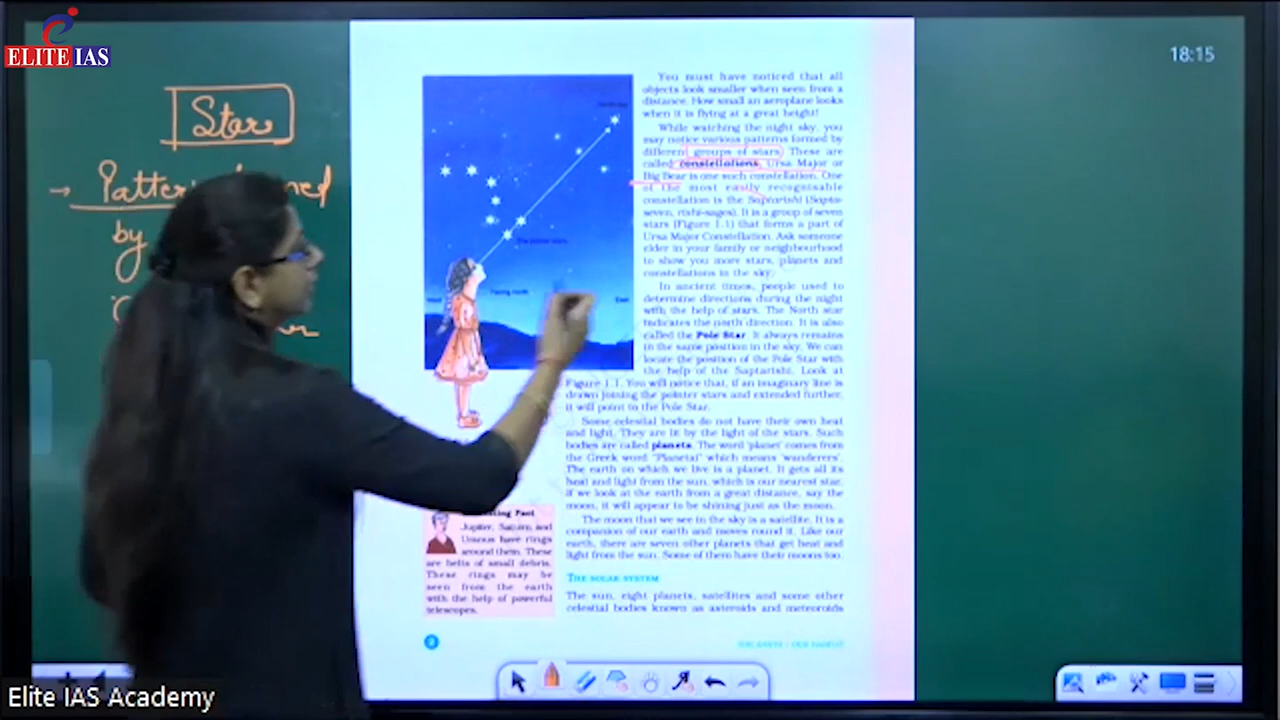 ELITE IAS
18:15
Star
→ Pattern formed
by
You must have noticed that all
objects look smaller when seen from a
distance. How small an aeroplane looks
when it is flying at a great height!
While watching the night sky, you
may notice various patterns formed by
different groups of stars. These are
called constellations. Ursa Major or
Big Bear is one such constellation. One
of the most easily recognisable
constellation is the Saptarishi (Sapta-
seven, rishi-sages). It is a group of seven
stars (Figure 1.1) that forms a part of
Ursa Major Constellation. Ask someone
elder in your family or neighbourhood
to show you more stars, planets and
constellations in the sky.
In ancient times, people used to
determine directions during the night
with the help of stars. The North star
indicates the north direction. It is also
called the Pole Star. It always remains
in the same position in the sky. We can
locate the position of the Pole Star with
the help of the Saptarishi. Look at
Figure 1.1. You will notice that, if an imaginary line is
drawn joining the pointer stars and extended further,
it will point to the Pole Star.
Some celestial bodies do not have their own heat
and light. They are lit by the light of the stars. Such
bodies are called planets. The word 'planet' comes from
the Greek word "Planetai" which means 'wanderers'.
The earth on which we live is a planet. It gets all its
heat and light from the sun, which is our nearest star.
If we look at the earth from a great distance, say the
moon, it will appear to be shining just as the moon.
The moon that we see in the sky is a satellite. It is a
companion of our earth and moves round it. Like our
earth, there are seven other planets that get heat and
light from the sun. Some of them have their moons too.
THE SOLAR SYSTEM
The sun, eight planets, satellites and some other
celestial bodies known as asteroids and meteoroids
The pointer stars
Facing north
West
East
Fact
Jupiter, Saturn and
Uranus have rings
around them. These
are belts of small debris.
These rings may be
seen from the earth
with the help of powerful
telescopes.
2
THE EARTH : OUR HABITAT
Elite IAS Academy